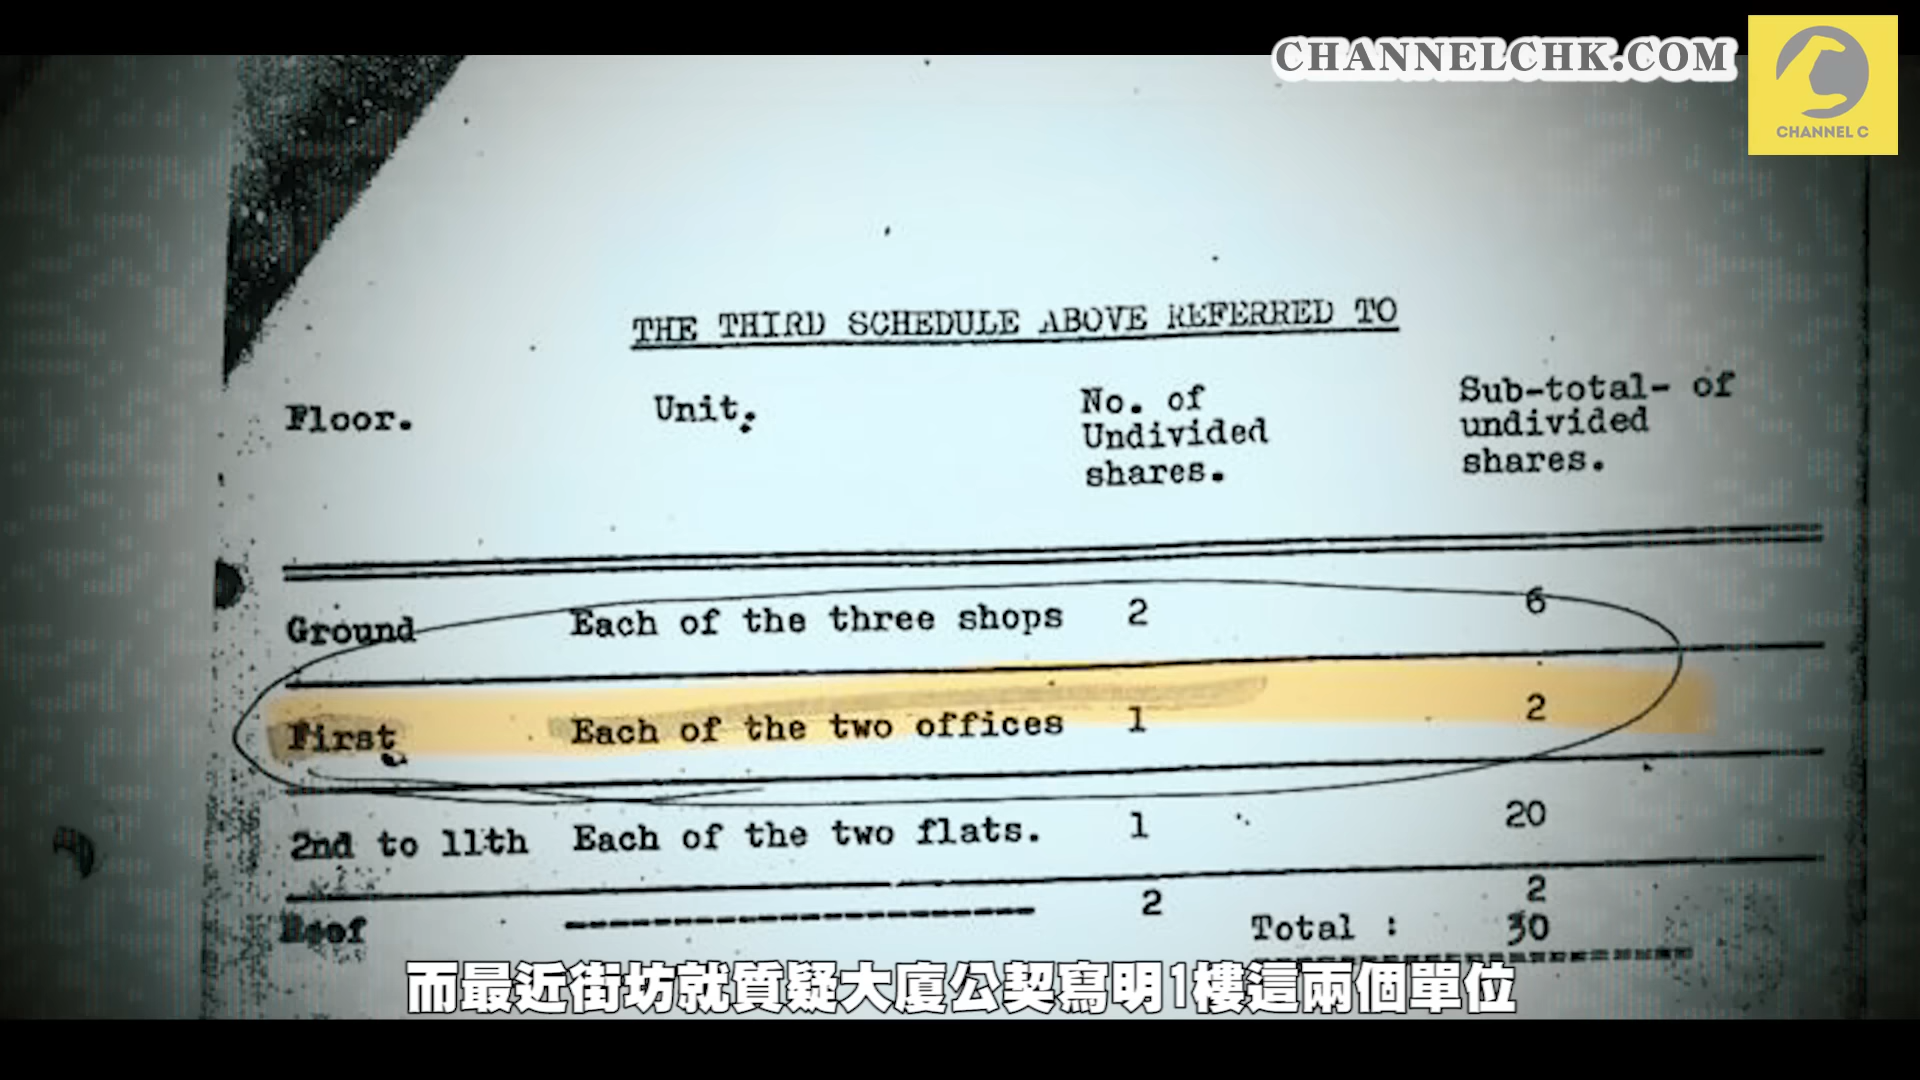 CHANNELCHK.COM
CHANNEL C
THE THIRD SCHEDULE ABOVE REFERRED TO
Floor. Unit. No. of Undivided shares. Sub-total- of undivided shares.
Ground Each of the three shops 2 6
First Each of the two offices 1 2
2nd to 11th Each of the two flats. 1 20
Roof 2 2
Total : 30
而最近街坊就質疑大廈公契寫明1樓這兩個單位